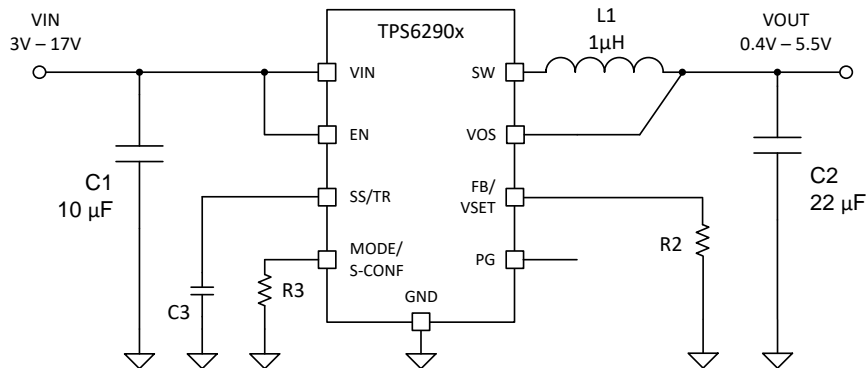 VIN
3V – 17V
TPS6290x
L1
1µH
VOUT
0.4V – 5.5V
VIN
SW
EN
VOS
C1
10 µF
SS/TR
FB/
VSET
C2
22 µF
MODE/
S-CONF
PG
R2
C3
R3
GND